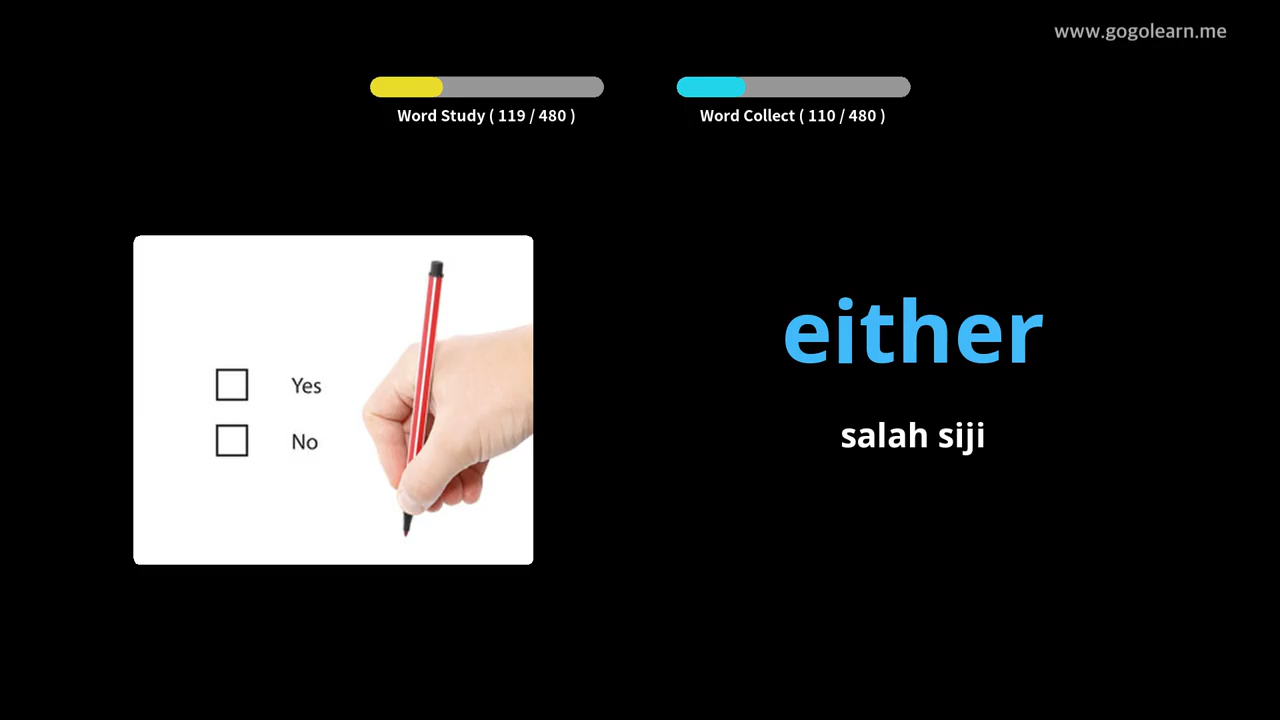 www.gogolearn.me
Word Study ( 119 / 480 )
Word Collect ( 110 / 480 )
Yes
No
either
salah siji